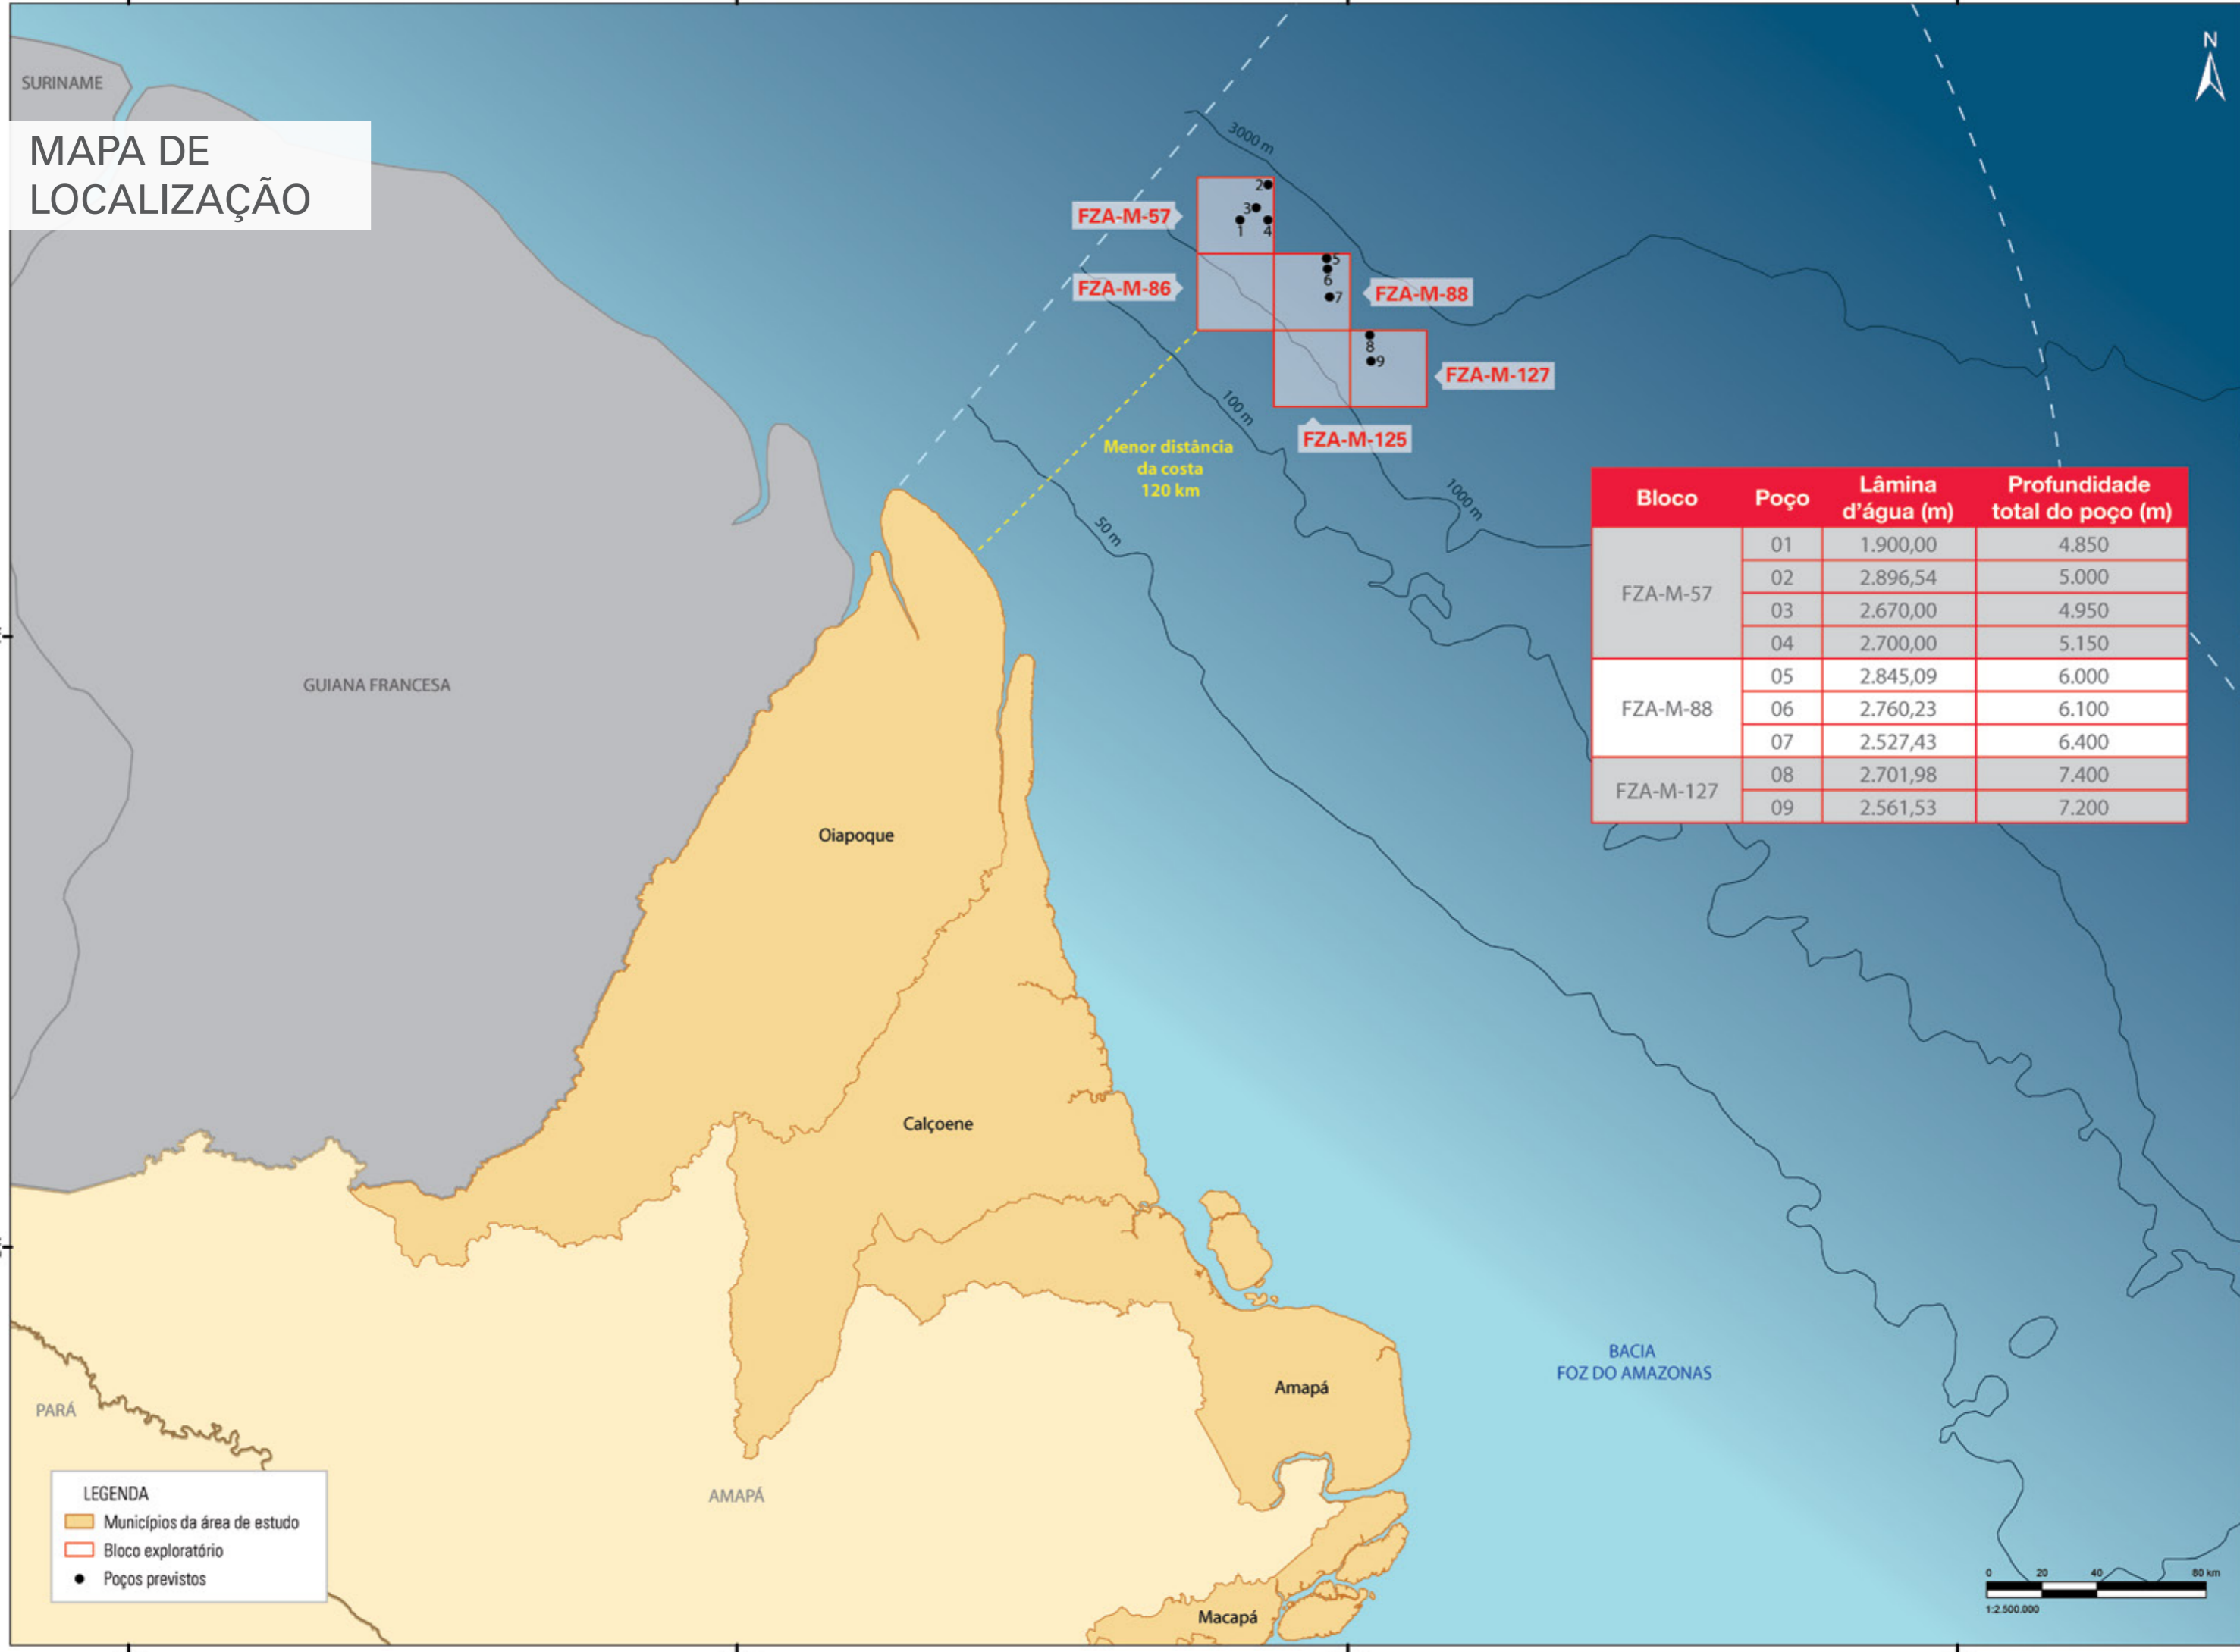 SURINAME
N
MAPA DE
LOCALIZAÇÃO
3000 m
2
3
1
4
FZA-M-57
5
6
7
FZA-M-86
FZA-M-88
8
9
FZA-M-127
FZA-M-125
100 m
Menor distância
da costa
120 km
1000 m
50 m
Bloco Poço Lâmina d'água (m) Profundidade total do poço (m)
FZA-M-57 01 1.900,00 4.850
02 2.896,54 5.000
03 2.670,00 4.950
04 2.700,00 5.150
FZA-M-88 05 2.845,09 6.000
06 2.760,23 6.100
07 2.527,43 6.400
FZA-M-127 08 2.701,98 7.400
09 2.561,53 7.200
GUIANA FRANCESA
Oiapoque
Calçoene
BACIA
FOZ DO AMAZONAS
Amapá
PARÁ
AMAPÁ
LEGENDA
Municípios da área de estudo
Bloco exploratório
Poços previstos
Macapá
0 20 40 80 km
1:2.500.000